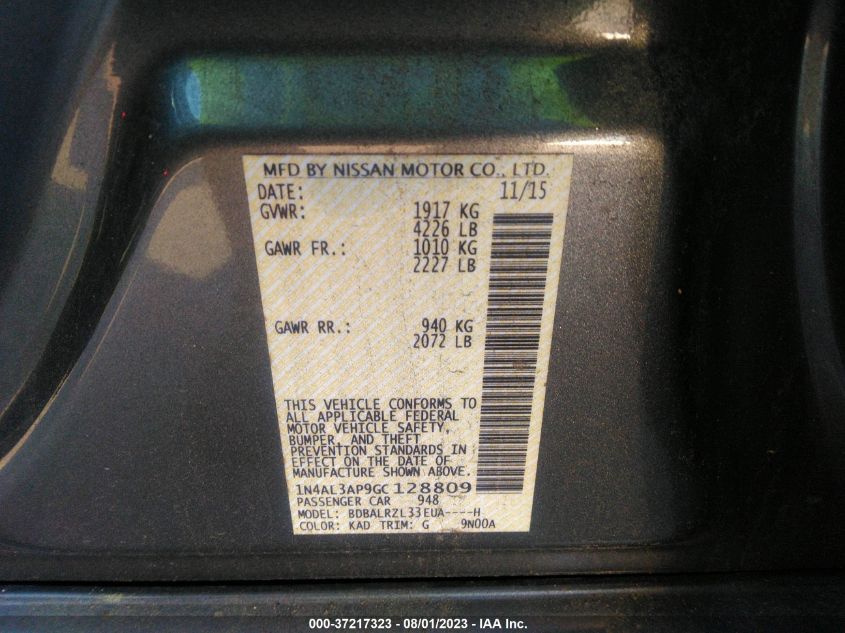 MFD BY NISSAN MOTOR CO., LTD.
DATE: 11/15
GVWR: 1917 KG
4226 LB
GAWR FR.: 1010 KG
2227 LB
GAWR RR.: 940 KG
2072 LB
THIS VEHICLE CONFORMS TO
ALL APPLICABLE FEDERAL
MOTOR VEHICLE SAFETY,
BUMPER, AND THEFT
PREVENTION STANDARDS IN
EFFECT ON THE DATE OF
MANUFACTURE SHOWN ABOVE.
1N4AL3AP9GC128809
PASSENGER CAR 948
MODEL: BDBALRZL33EUA----H
COLOR: KAD TRIM: G 9N00A
000-37217323 - 08/01/2023 - IAA Inc.